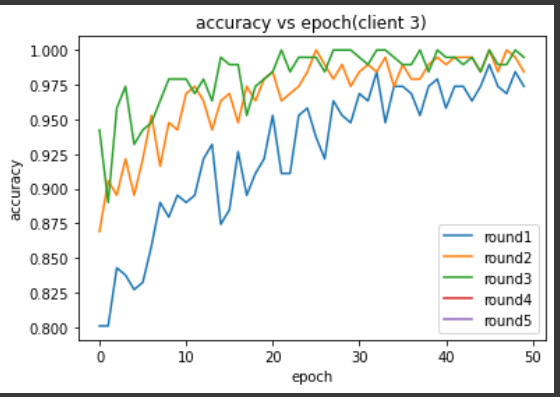 accuracy vs epoch(client 3)
1.000
0.975
0.950
0.925
0.900
0.875
0.850
0.825
0.800
accuracy
0 10 20 30 40 50
epoch
round1
round2
round3
round4
round5